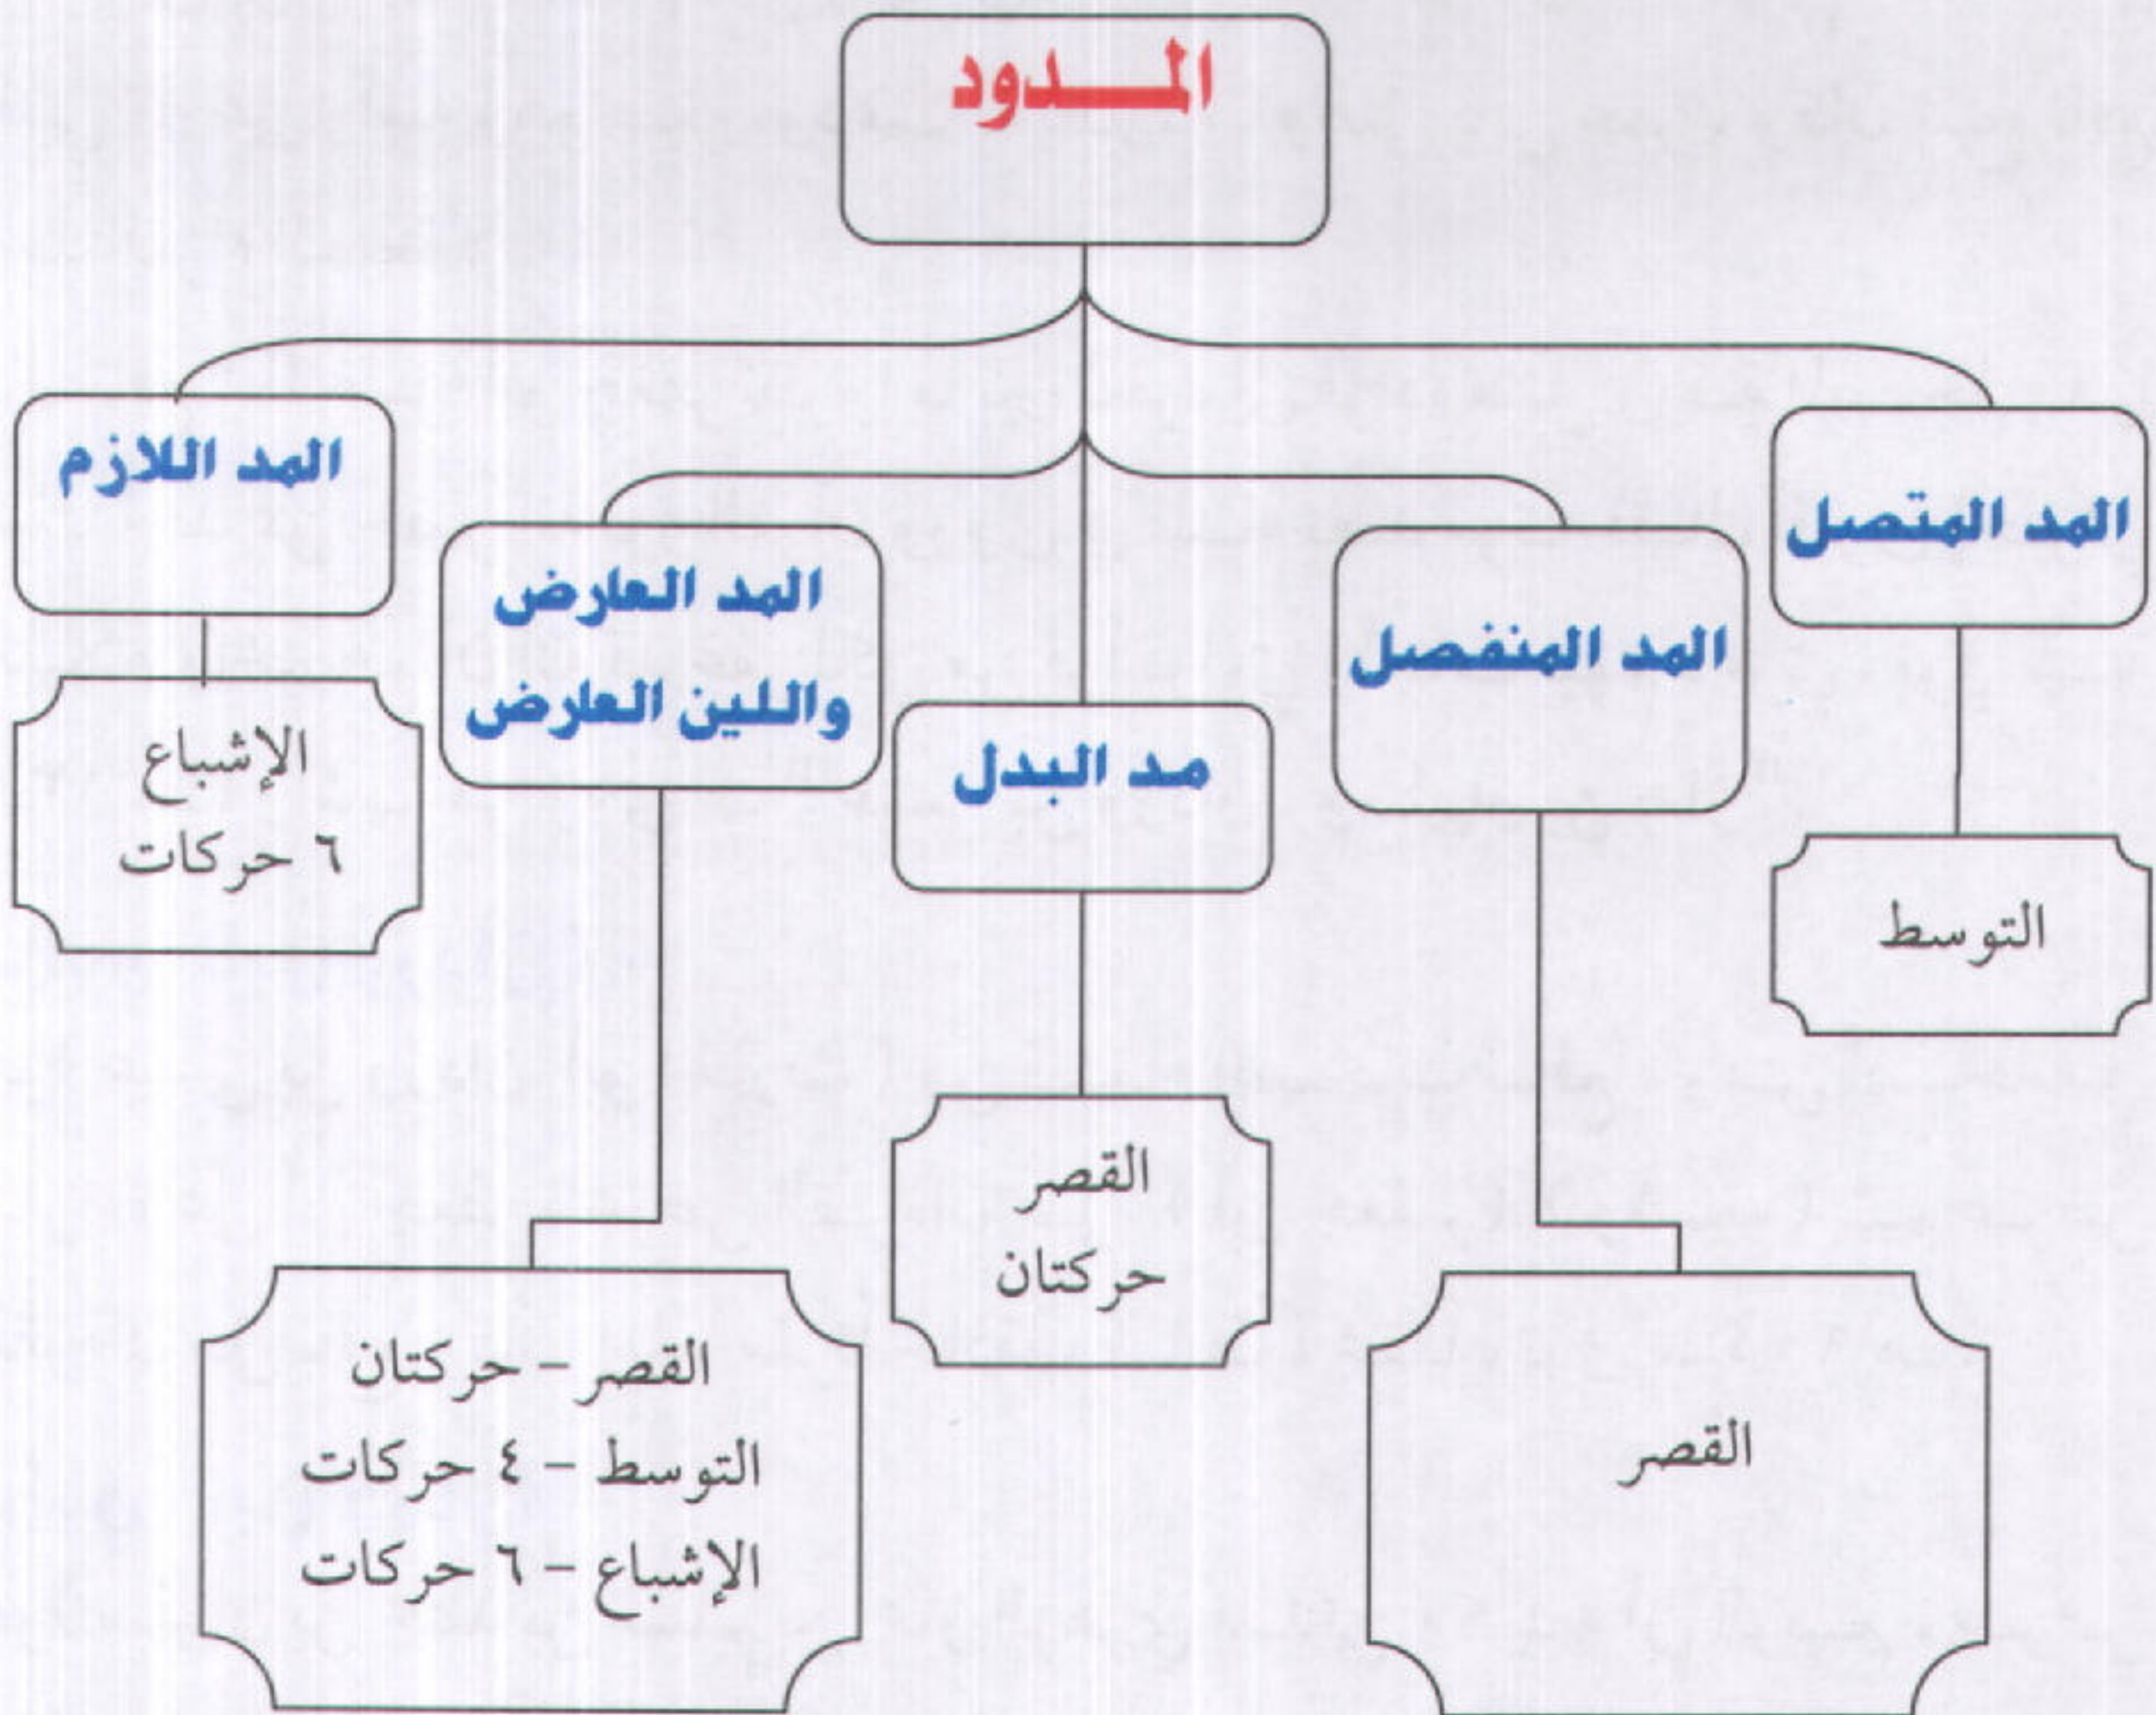 المـــدود
المد المتصل
المد المنفصل
مد البدل
المد العارض
واللين العارض
المد اللازم
التوسط
القصر
القصر
حركتان
القصر – حركتان
التوسط – ٤ حركات
الإشباع – ٦ حركات
الإشباع
٦ حركات